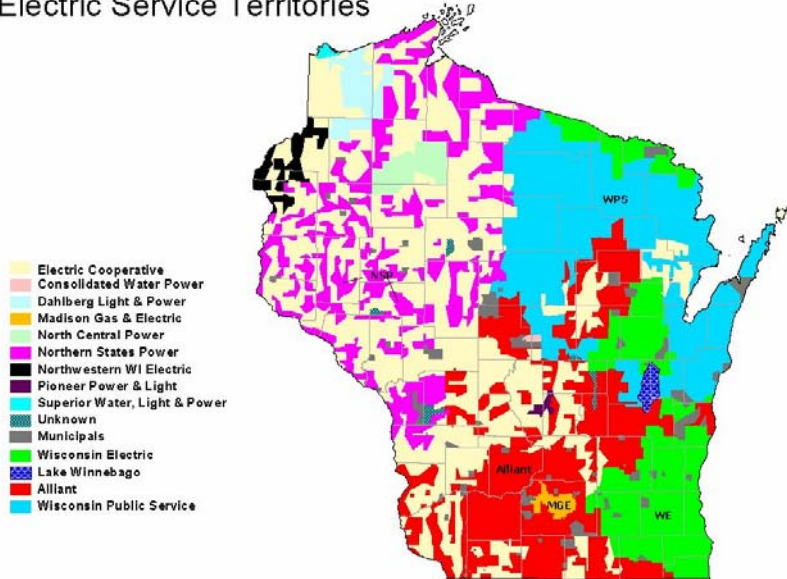 Electric Service Territories
WPS
NSP
Electric Cooperative
Consolidated Water Power
Dahlberg Light & Power
Madison Gas & Electric
North Central Power
Northern States Power
Northwestern WI Electric
Pioneer Power & Light
Superior Water, Light & Power
Unknown
Municipals
Wisconsin Electric
Lake Winnebago
Alliant
Wisconsin Public Service
Alliant
MGE
WE